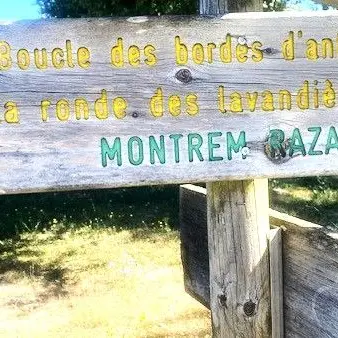 Boucle des bordes d'an
a ronde des lavandiè
MONTREM RAZA